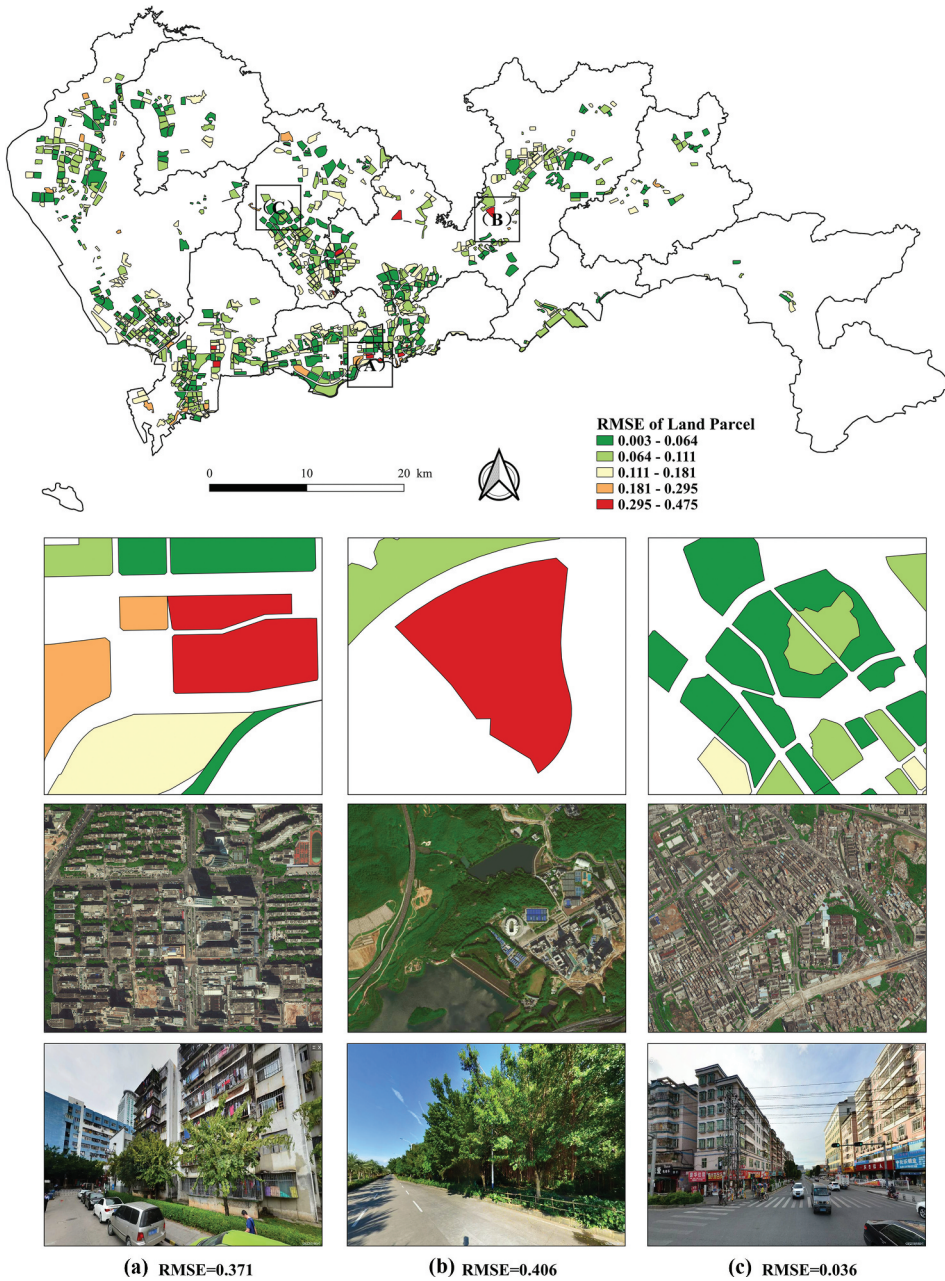 (C)
(B)
(A)
RMSE of Land Parcel
0.003 - 0.064
0.064 - 0.111
0.111 - 0.181
0.181 - 0.295
0.295 - 0.475
0 10 20 km
(a) RMSE=0.371
(b) RMSE=0.406
(c) RMSE=0.036